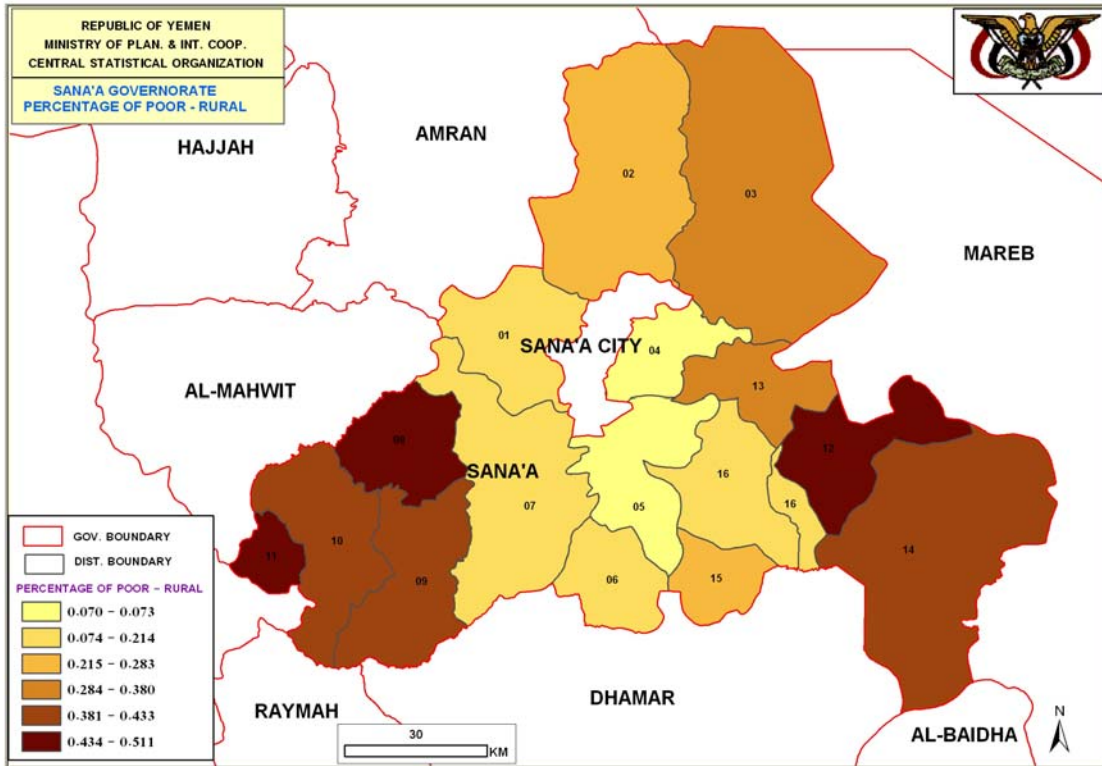 REPUBLIC OF YEMEN
MINISTRY OF PLAN. & INT. COOP.
CENTRAL STATISTICAL ORGANIZATION
SANA'A GOVERNORATE
PERCENTAGE OF POOR - RURAL
HAJJAH
AMRAN
02
03
MAREB
01
SANA'A CITY
04
AL-MAHWIT
13
08
SANA'A
12
16
16
07
05
10
11
09
14
06
15
GOV. BOUNDARY
DIST. BOUNDARY
PERCENTAGE OF POOR – RURAL
0.070 – 0.073
0.074 – 0.214
0.215 – 0.283
0.284 – 0.380
0.381 – 0.433
0.434 – 0.511
RAYMAH
DHAMAR
AL-BAIDHA
30
KM
N